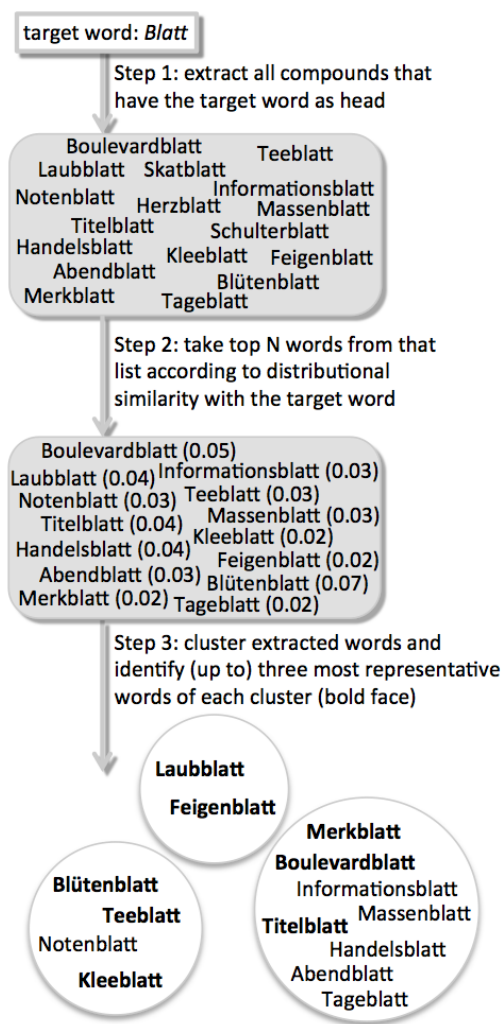 target word: Blatt
Step 1: extract all compounds that
have the target word as head
Boulevardblatt
Teeblatt
Laubblatt Skatblatt
Informationsblatt
Notenblatt
Herzblatt
Massenblatt
Titelblatt
Schulterblatt
Handelsblatt
Kleeblatt
Feigenblatt
Abendblatt
Blütenblatt
Merkblatt
Tageblatt
Step 2: take top N words from that
list according to distributional
similarity with the target word
Boulevardblatt (0.05)
Laubblatt (0.04)
Informationsblatt (0.03)
Notenblatt (0.03)
Teeblatt (0.03)
Titelblatt (0.04)
Massenblatt (0.03)
Kleeblatt (0.02)
Handelsblatt (0.04)
Feigenblatt (0.02)
Abendblatt (0.03)
Blütenblatt (0.07)
Merkblatt (0.02)
Tageblatt (0.02)
Step 3: cluster extracted words and
identify (up to) three most representative
words of each cluster (bold face)
Laubblatt
Feigenblatt
Blütenblatt
Teeblatt
Notenblatt
Kleeblatt
Merkblatt
Boulevardblatt
Informationsblatt
Massenblatt
Titelblatt
Handelsblatt
Abendblatt
Tageblatt